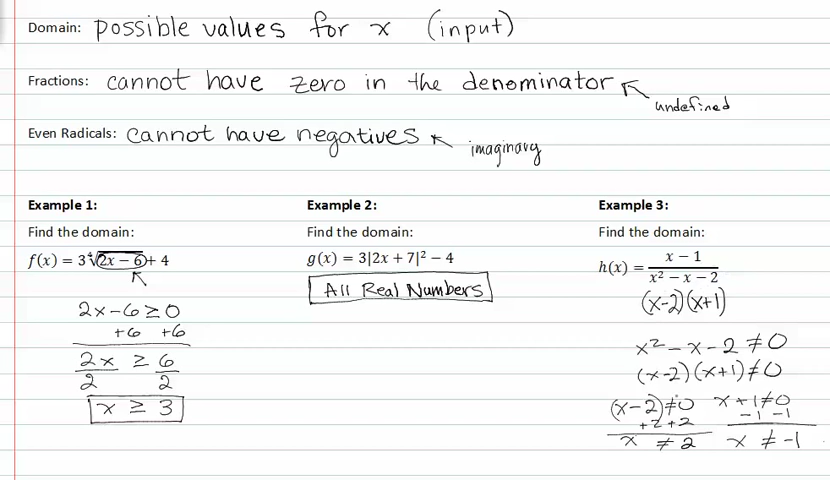 Domain: possible values for x (input)
Fractions: cannot have zero in the denominator
undefined
Even Radicals: cannot have negatives
imaginary
Example 1:
Find the domain:
f(x) = 3∜(2x − 6) + 4
2x − 6 ≥ 0
+6 +6
2x ≥ 6
2 2
x ≥ 3
Example 2:
Find the domain:
g(x) = 3|2x + 7|² − 4
All Real Numbers
Example 3:
Find the domain:
h(x) = x − 1
x² − x − 2
(x-2)(x+1)
x² − x − 2 ≠ 0
(x-2)(x+1) ≠ 0
(x-2) ≠ 0 x+1 ≠ 0
+2 +2 -1 -1
x ≠ 2 x ≠ -1